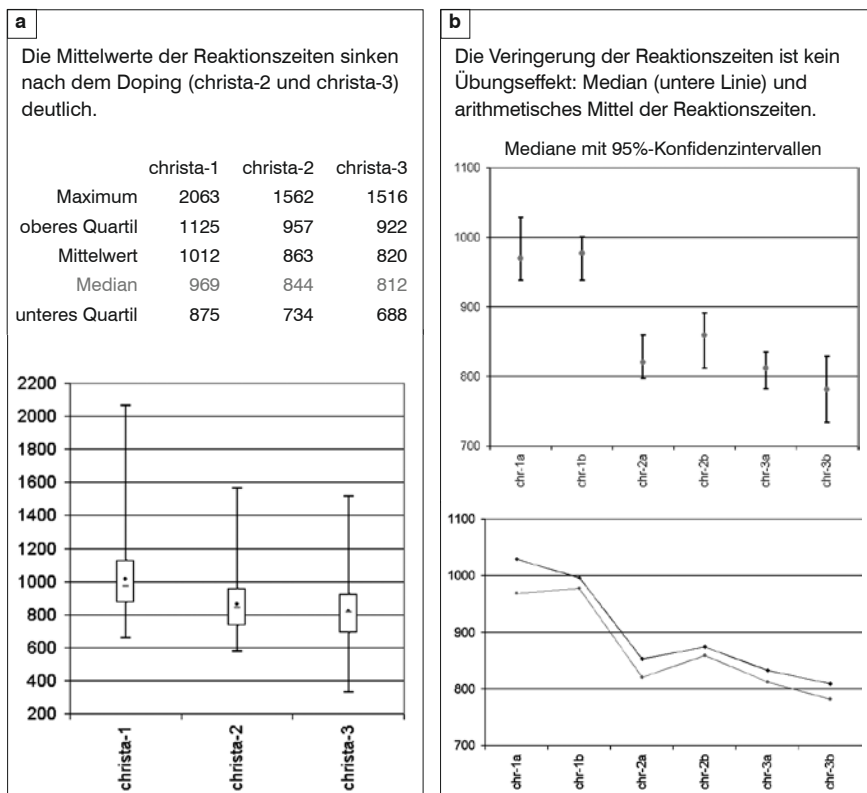 a
Die Mittelwerte der Reaktionszeiten sinken
nach dem Doping (christa-2 und christa-3)
deutlich.
christa-1 christa-2 christa-3
Maximum 2063 1562 1516
oberes Quartil 1125 957 922
Mittelwert 1012 863 820
Median 969 844 812
unteres Quartil 875 734 688
2200
2000
1800
1600
1400
1200
1000
800
600
400
200
christa-1
christa-2
christa-3
b
Die Veringerung der Reaktionszeiten ist kein
Übungseffekt: Median (untere Linie) und
arithmetisches Mittel der Reaktionszeiten.
Mediane mit 95%-Konfidenzintervallen
1100
1000
900
800
700
chr-1a
chr-1b
chr-2a
chr-2b
chr-3a
chr-3b
1100
1000
900
800
700
chr-1a
chr-1b
chr-2a
chr-2b
chr-3a
chr-3b